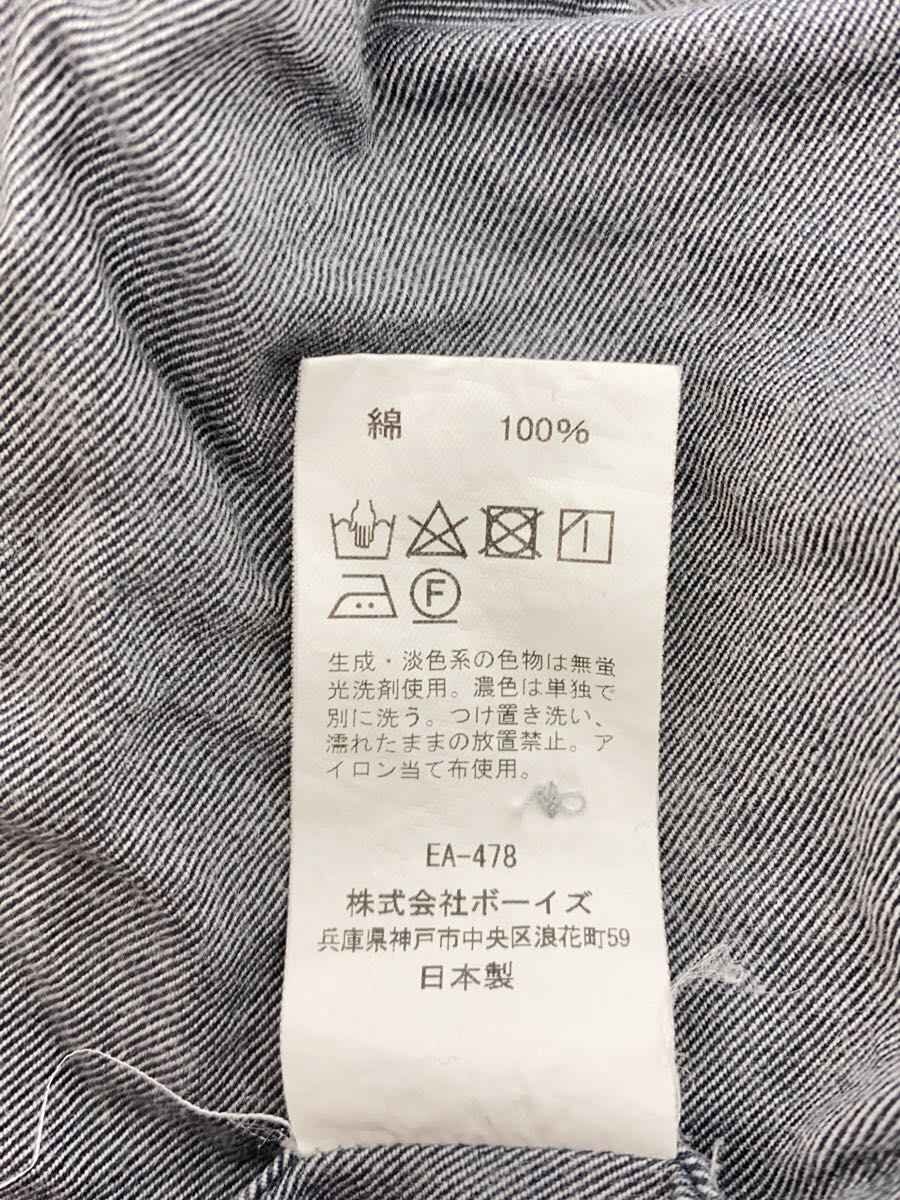 綿 100%
F
生成・淡色系の色物は無蛍
光洗剤使用。濃色は単独で
別に洗う。つけ置き洗い、
濡れたままの放置禁止。ア
イロン当て布使用。
EA-478
株式会社ボーイズ
兵庫県神戸市中央区浪花町59
日本製